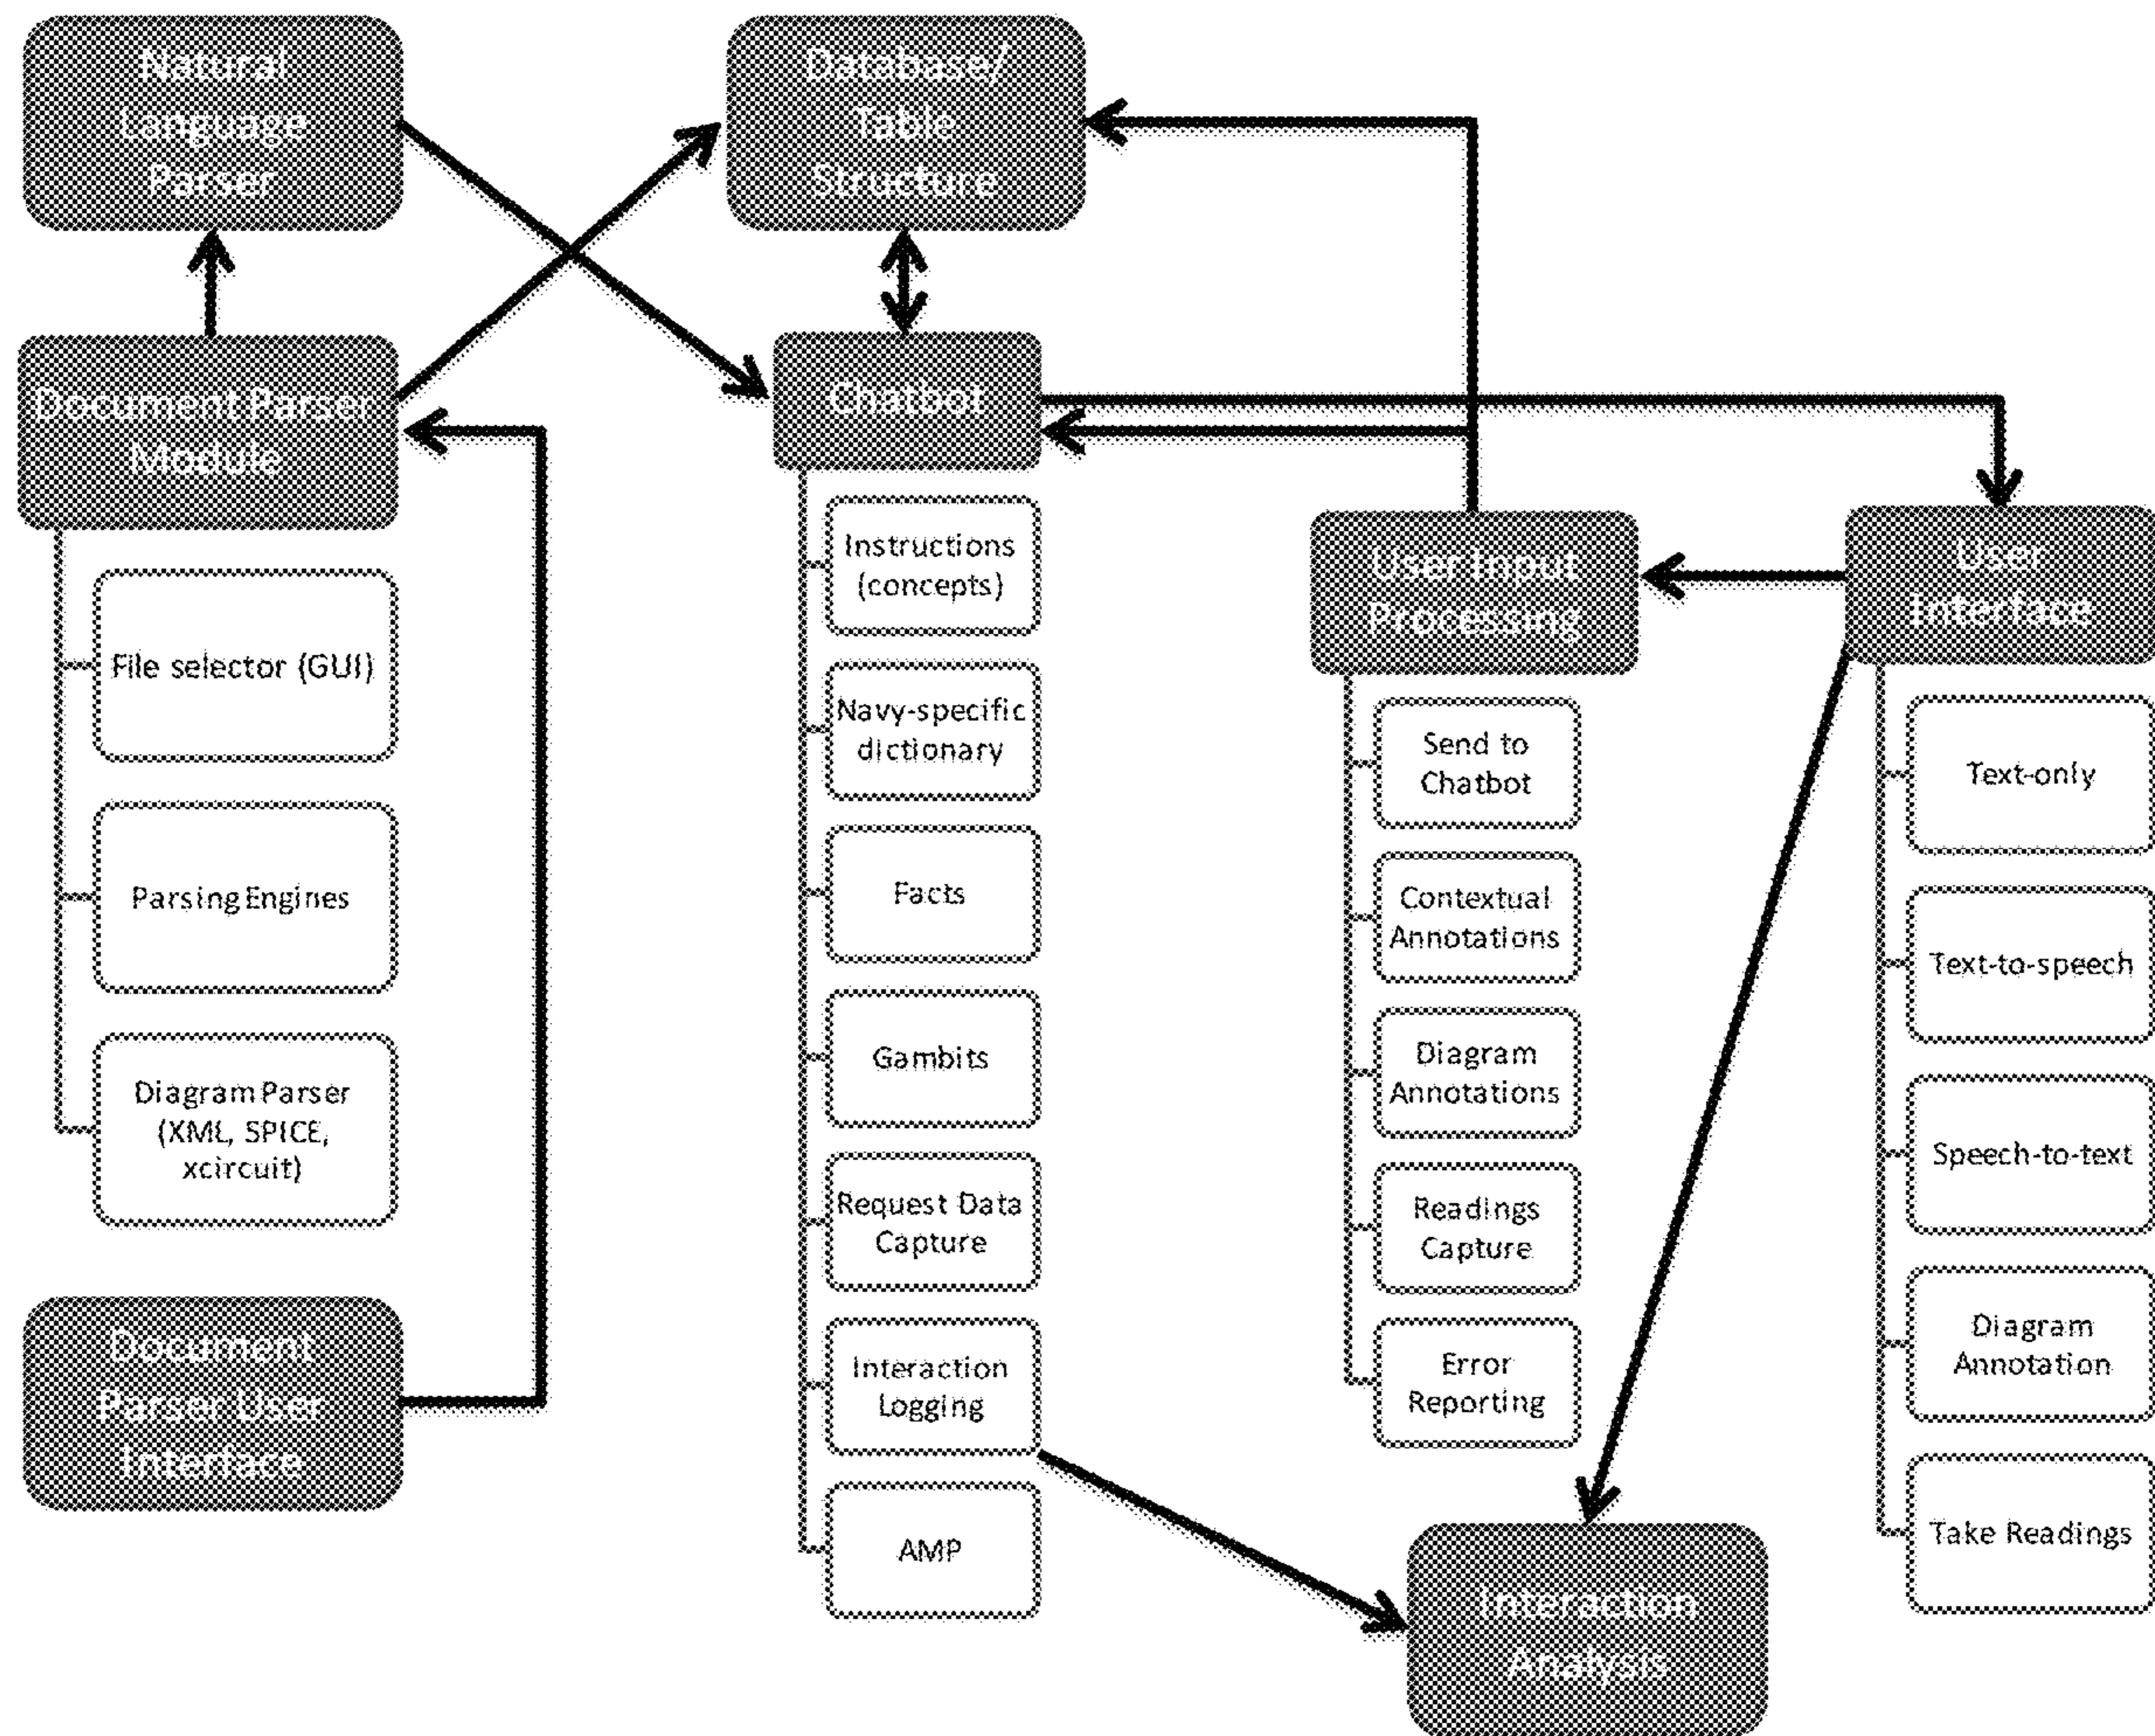 Natural
Language
Parser
Database/
Table
Structure
Document Parser
Module
File selector (GUI)
Parsing Engines
Diagram Parser
(XML, SPICE,
xcircuit)
Document
Parser User
Interface
Chatbot
Instructions
(concepts)
Navy-specific
dictionary
Facts
Gambits
Request Data
Capture
Interaction
Logging
AMP
User Input
Processing
Send to
Chatbot
Contextual
Annotations
Diagram
Annotations
Readings
Capture
Error
Reporting
User
Interface
Text-only
Text-to-speech
Speech-to-text
Diagram
Annotation
Take Readings
Interaction
Analysis